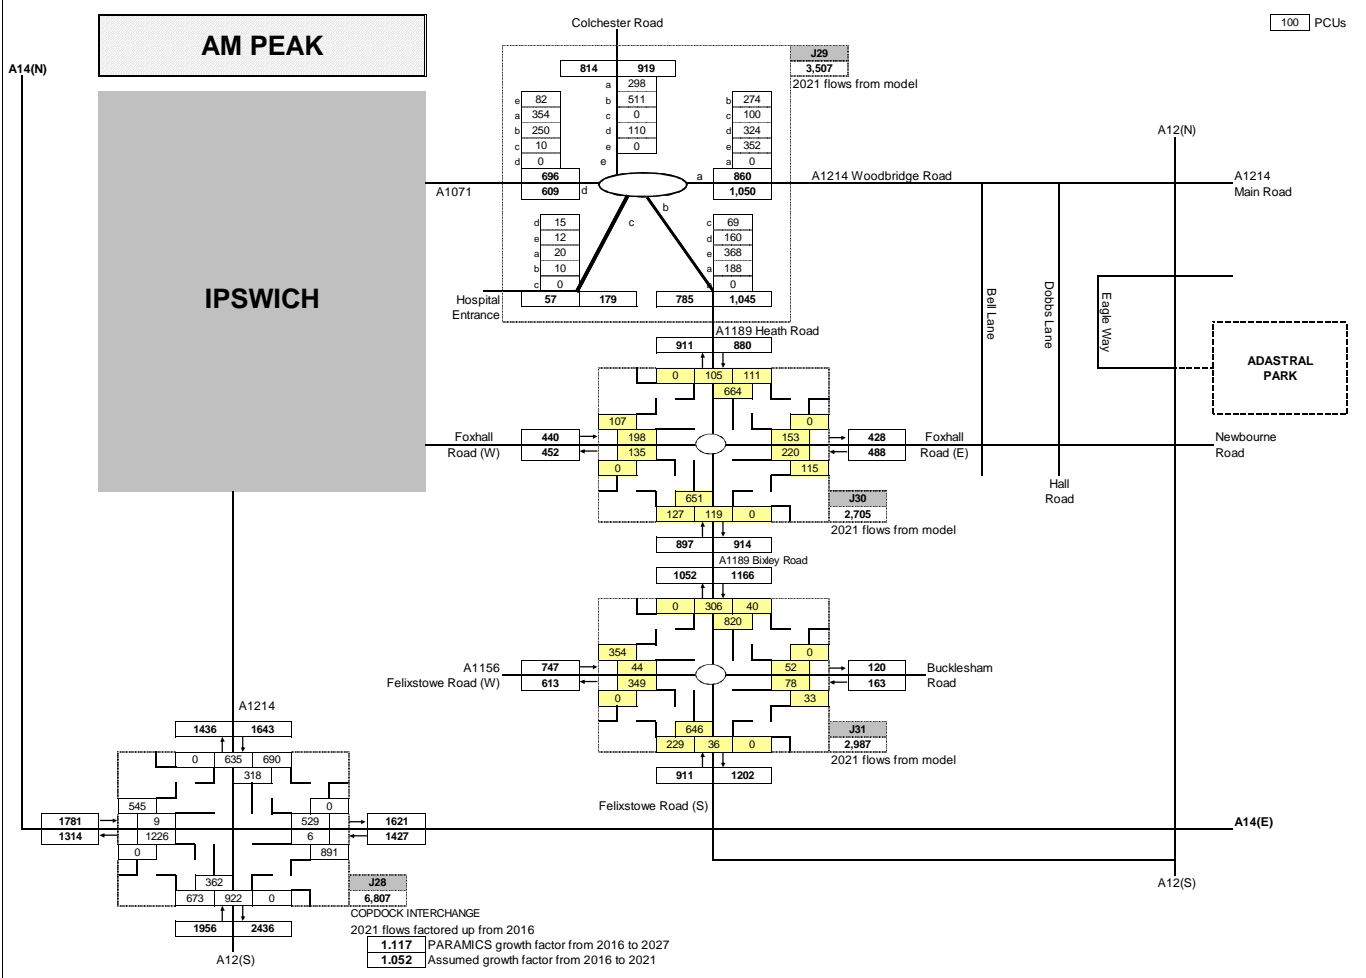 AM PEAK
A14(N)
IPSWICH
Colchester Road
100 PCUs
J29
3,507
2021 flows from model
814 919
a 298
b 511
c 0
d 110
e 0
e
e 82
a 354
b 250
c 10
d 0
696
609
d
A1071
b 274
c 100
d 324
e 352
a 0
a
860
1,050
A1214 Woodbridge Road
A12(N)
A1214
Main Road
b
c
d 15
e 12
a 20
b 10
c 0
57 179
Hospital
Entrance
c 69
d 160
e 368
a 188
0
785 1,045
Bell Lane
Dobbs Lane
Eagle Way
ADASTRAL
PARK
A1189 Heath Road
911 880
0 105 111
664
107
198
135
0
0
153
220
115
Foxhall
Road (W)
440
452
428
488
Foxhall
Road (E)
Newbourne
Road
Hall
Road
651
127 119 0
J30
2,705
2021 flows from model
897 914
A1189 Bixley Road
1052 1166
0 306 40
820
354
44
349
0
0
52
78
33
A1156
Felixstowe Road (W)
747
613
120
163
Bucklesham
Road
646
229 36 0
J31
2,987
2021 flows from model
911 1202
Felixstowe Road (S)
A1214
1436 1643
0 635 690
318
545
9
1226
0
0
529
6
891
1781
1314
1621
1427
A14(E)
362
673 922 0
J28
6,807
COPDOCK INTERCHANGE
2021 flows factored up from 2016
1956 2436
1.117 PARAMICS growth factor from 2016 to 2027
1.052 Assumed growth factor from 2016 to 2021
A12(S)
A12(S)